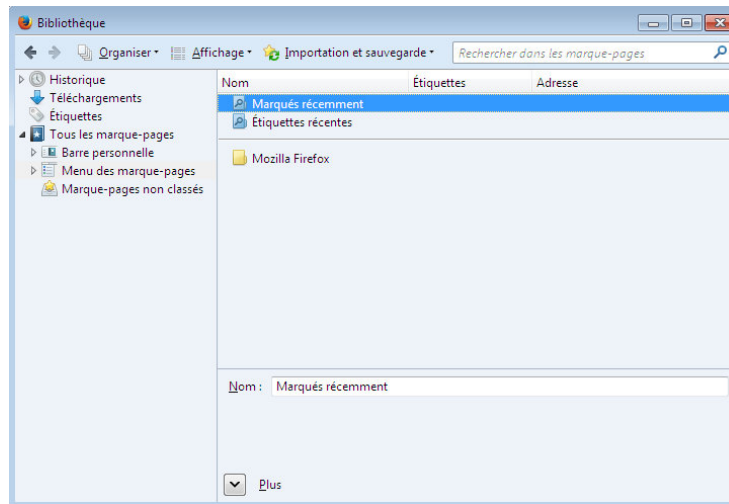 Bibliothèque
Organiser Affichage Importation et sauvegarde Rechercher dans les marque-pages
Historique
Téléchargements
Étiquettes
Tous les marque-pages
Barre personnelle
Menu des marque-pages
Marque-pages non classés
Nom Étiquettes Adresse
Marqués récemment
Étiquettes récentes
Mozilla Firefox
Nom : Marqués récemment
Plus